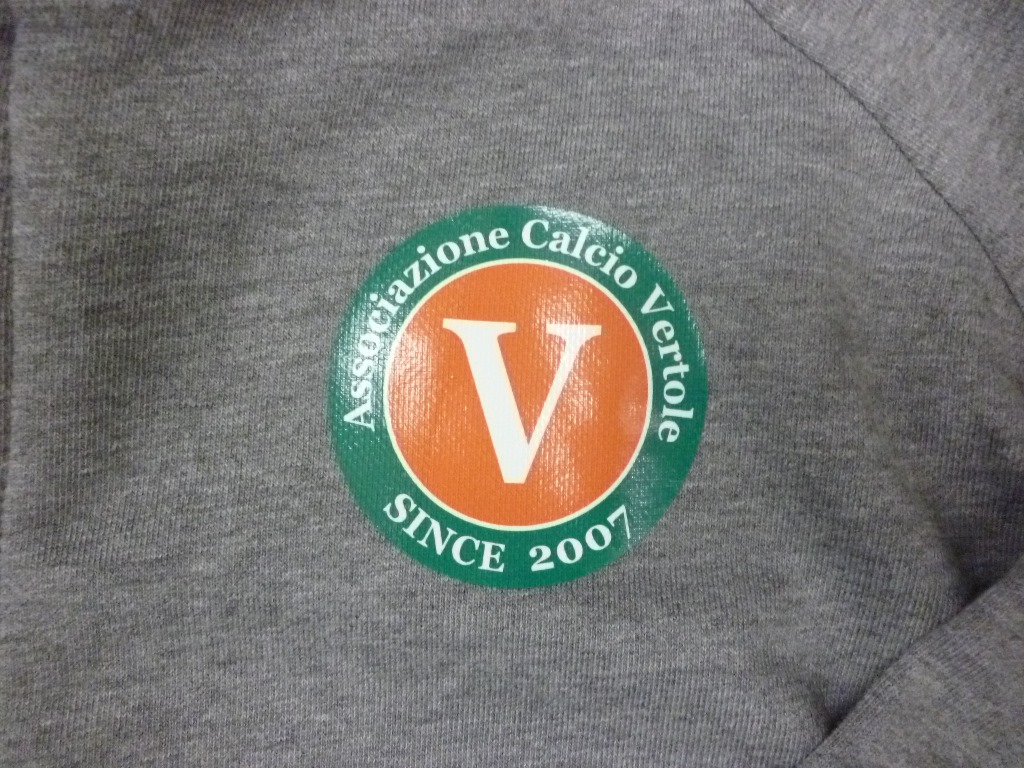 Associazione Calcio Vertole
V
SINCE 2007